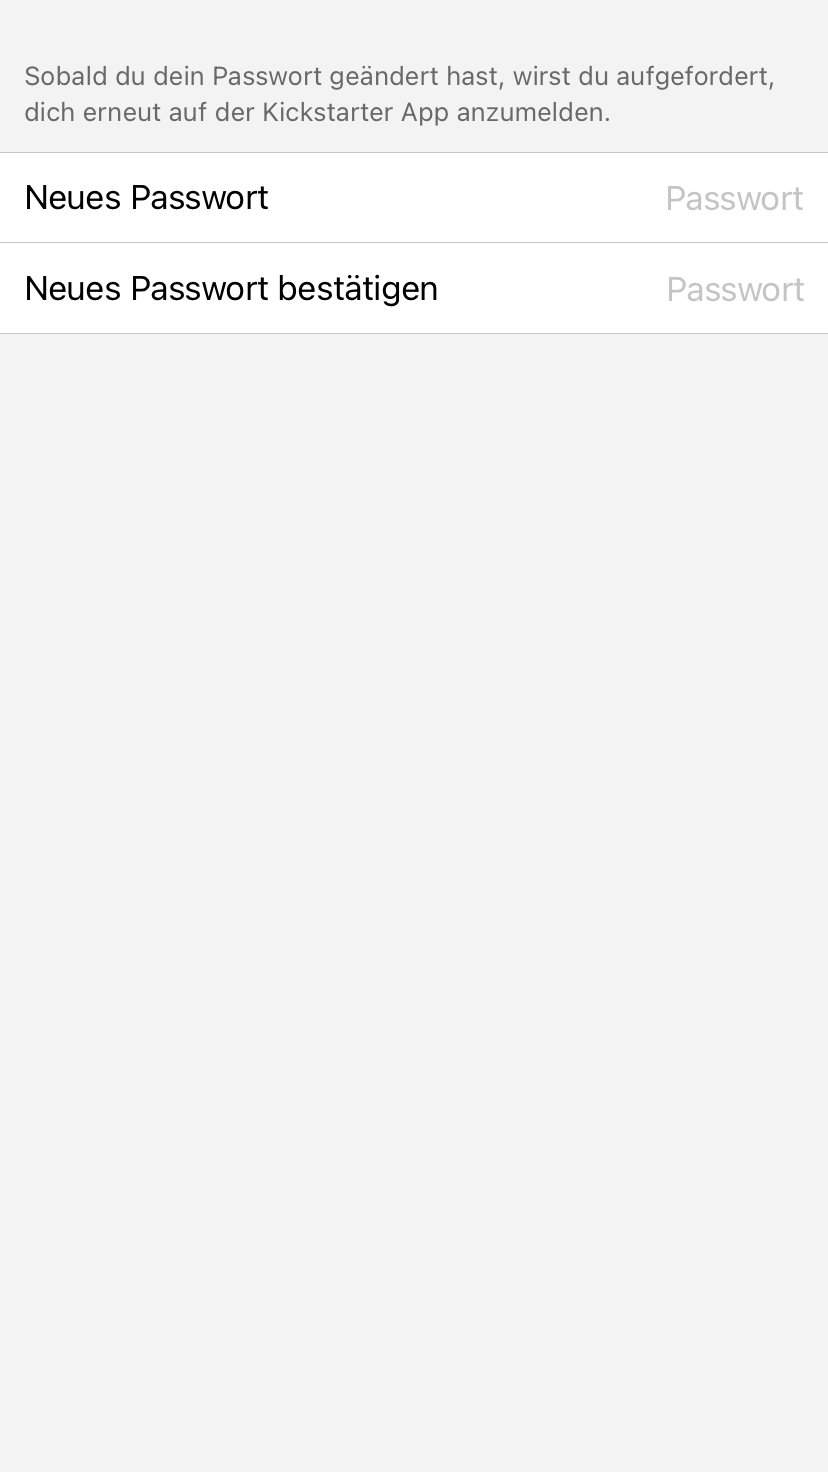 Sobald du dein Passwort geändert hast, wirst du aufgefordert,
dich erneut auf der Kickstarter App anzumelden.
Neues Passwort Passwort
Neues Passwort bestätigen Passwort